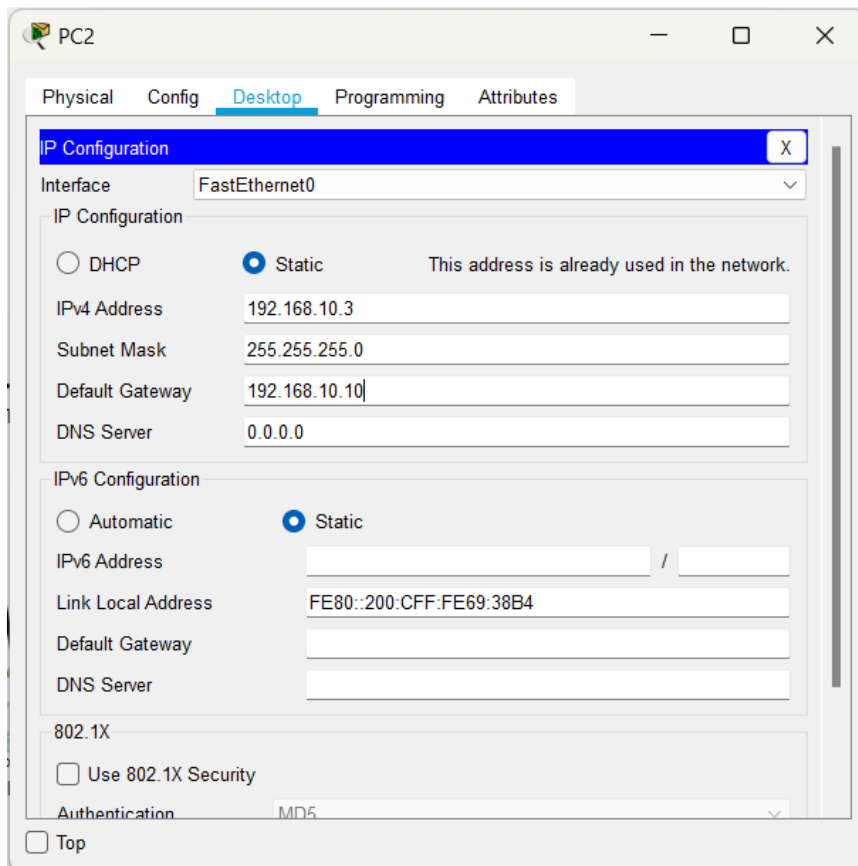 PC2
Physical Config Desktop Programming Attributes
IP Configuration X
Interface FastEthernet0
IP Configuration
DHCP Static This address is already used in the network.
IPv4 Address 192.168.10.3
Subnet Mask 255.255.255.0
Default Gateway 192.168.10.10
DNS Server 0.0.0.0
IPv6 Configuration
Automatic Static
IPv6 Address /
Link Local Address FE80::200:CFF:FE69:38B4
Default Gateway
DNS Server
802.1X
Use 802.1X Security
Authentication MD5
Top